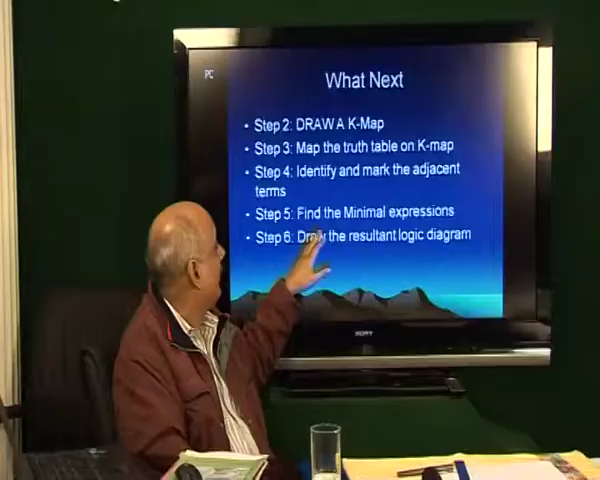 PC
What Next
• Step 2: DRAW A K-Map
• Step 3: Map the truth table on K-map
• Step 4: Identify and mark the adjacent
terms
• Step 5: Find the Minimal expressions
• Step 6: Draw the resultant logic diagram
SONY